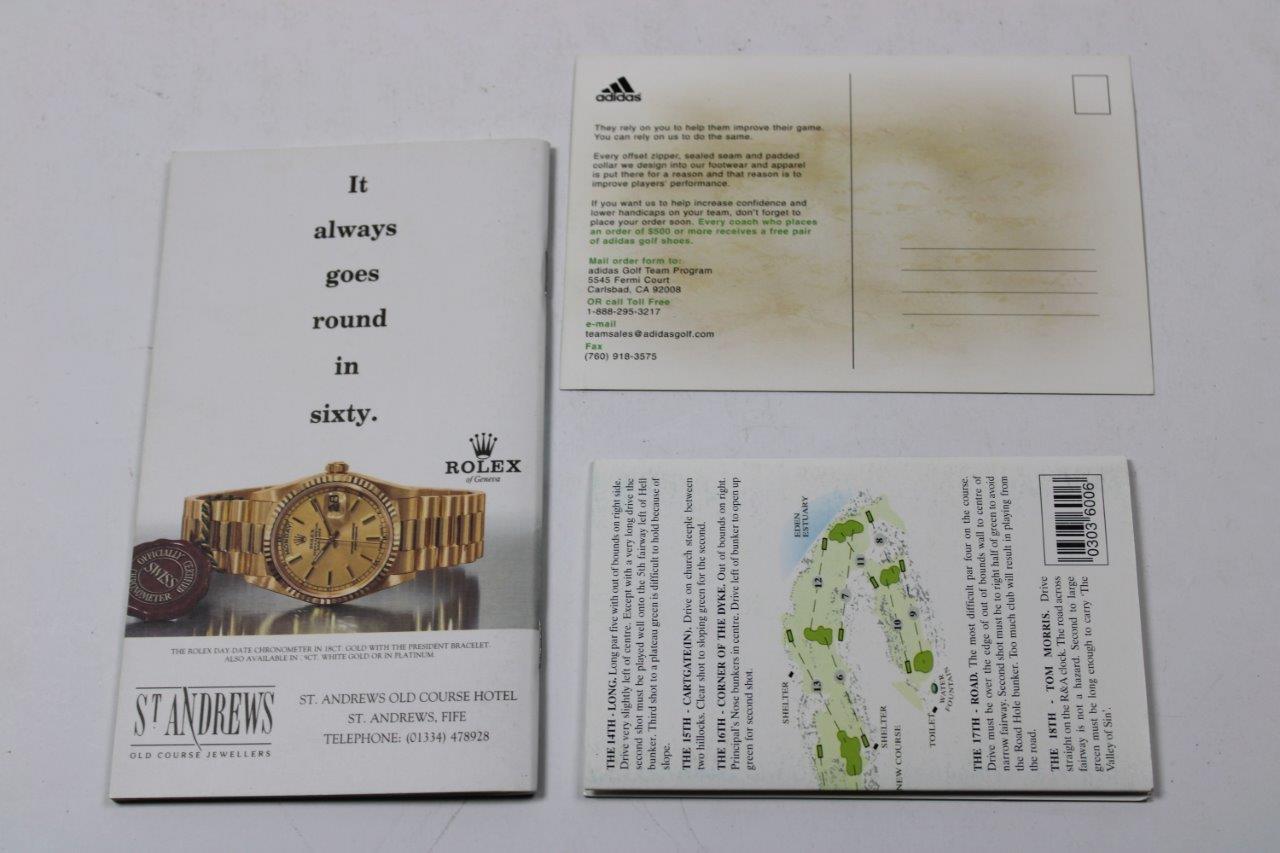 It
always
goes
round
in
sixty.
ROLEX
of Geneva
OFFICIALLY
SWISS
CHRONOMETER
THE ROLEX DAY-DATE CHRONOMETER IN 18CT. GOLD WITH THE PRESIDENT BRACELET.
ALSO AVAILABLE IN . 9CT. WHITE GOLD OR IN PLATINUM.
ST ANDREWS
OLD COURSE JEWELLERS
ST. ANDREWS OLD COURSE HOTEL
ST. ANDREWS, FIFE
TELEPHONE: (01334) 478928
adidas
They rely on you to help them improve their game.
You can rely on us to do the same.
Every offset zipper, sealed seam and padded
collar we design into our footwear and apparel
is put there for a reason and that reason is to
improve players' performance.
If you want us to help increase confidence and
lower handicaps on your team, don't forget to
place your order soon. Every coach who places
an order of $500 or more receives a free pair
of adidas golf shoes.
Mail order form to:
adidas Golf Team Program
5545 Fermi Court
Carlsbad, CA 92008
OR call Toll Free
1-888-295-3217
e-mail
teamsales@adidasgolf.com
Fax
(760) 918-3575
THE 14TH - LONG. Long par five with out of bounds on right side.
Drive very slightly left of centre. Except with a very long drive the
second shot must be played well onto the 5th fairway left of Hell
bunker. Third shot to a plateau green is difficult to hold because of
slope.
THE 15TH - CARTGATE(IN). Drive on church steeple between
two hillocks. Clear shot to sloping green for the second.
THE 16TH - CORNER OF THE DYKE. Out of bounds on right.
Principal's Nose bunkers in centre. Drive left of bunker to open up
green for second shot.
EDEN
ESTUARY
SHELTER
SHELTER
NEW COURSE
TOILET
WATER
FOUNTAIN
12
11
8
7
10
9
13
6
THE 17TH - ROAD. The most difficult par four on the course.
Drive must be over the edge of out of bounds wall to centre of
narrow fairway. Second shot must be to right half of green to avoid
the Road Hole bunker. Too much club will result in playing from
the road.
THE 18TH - TOM MORRIS. Drive
straight on the R&A clock. The road across
fairway is not a hazard. Second to large
green must be long enough to carry 'The
Valley of Sin'.
0303 6006